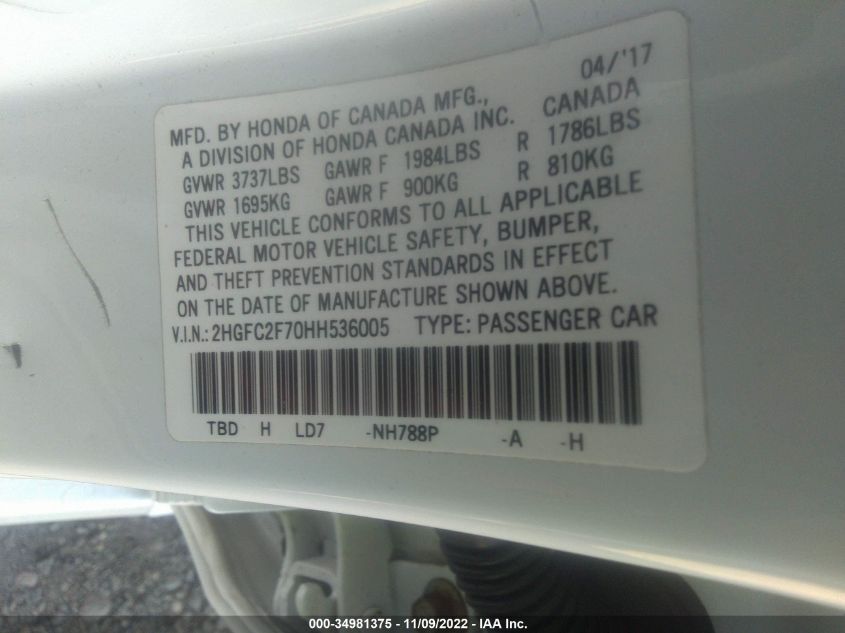 04/'17
MFD. BY HONDA OF CANADA MFG.,
A DIVISION OF HONDA CANADA INC. CANADA
GVWR 3737LBS GAWR F 1984LBS R 1786LBS
GVWR 1695KG GAWR F 900KG R 810KG
THIS VEHICLE CONFORMS TO ALL APPLICABLE
FEDERAL MOTOR VEHICLE SAFETY, BUMPER,
AND THEFT PREVENTION STANDARDS IN EFFECT
ON THE DATE OF MANUFACTURE SHOWN ABOVE.
V.I.N.: 2HGFC2F70HH536005 TYPE: PASSENGER CAR
TBD H LD7 -NH788P -A -H
000-34981375 - 11/09/2022 - IAA Inc.